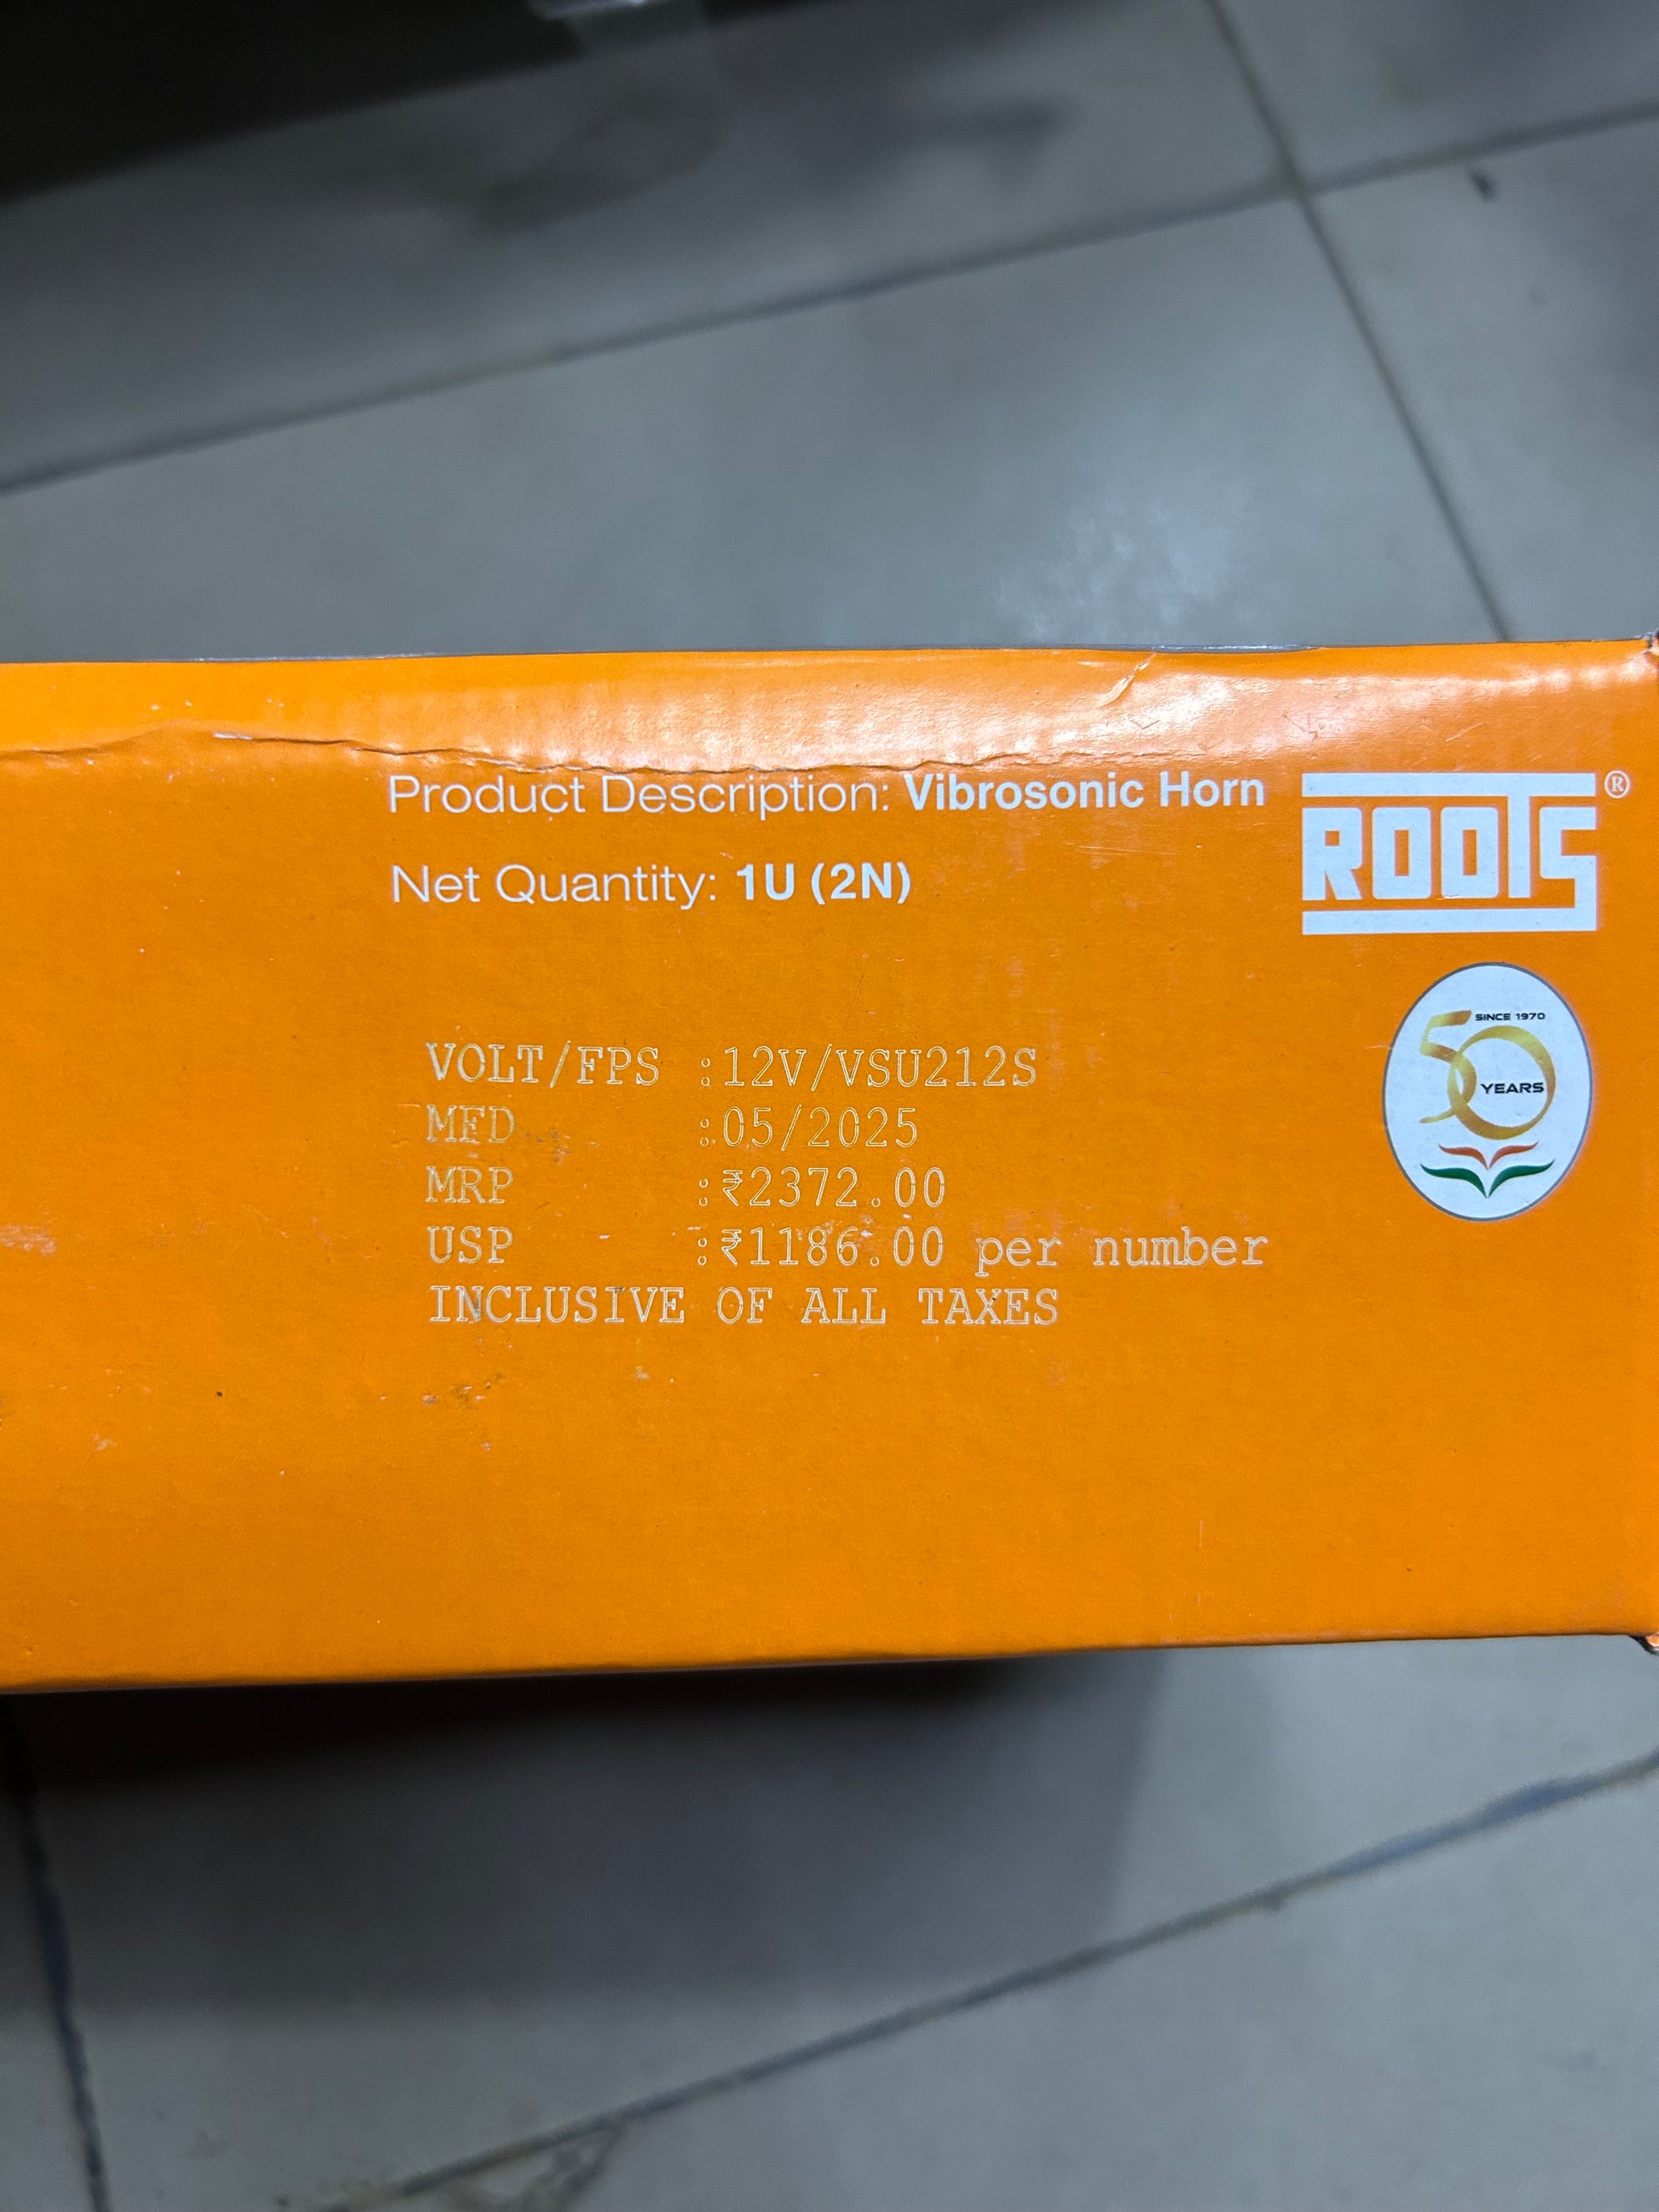 Product Description: Vibrosonic Horn
Net Quantity: 1U (2N)
ROOTS®
SINCE 1970
50
YEARS
VOLT/FPS :12V/VSU212S
MFD :05/2025
MRP :₹2372.00
USP :₹1186.00 per number
INCLUSIVE OF ALL TAXES